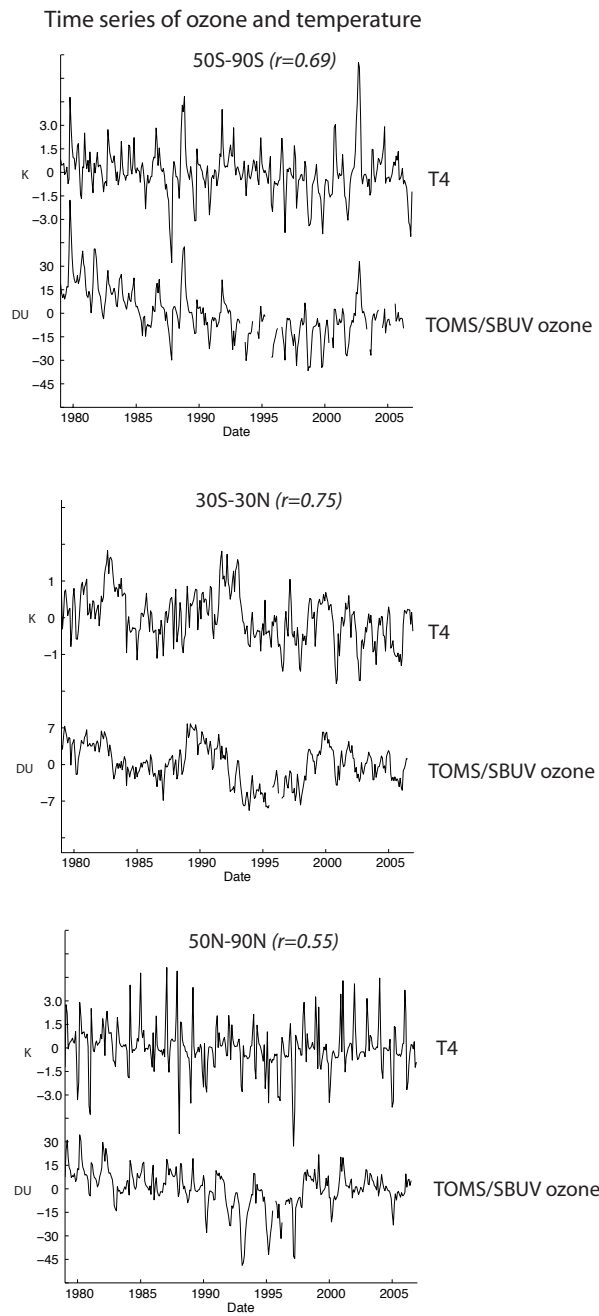 Time series of ozone and temperature
50S-90S (r=0.69)
3.0
1.5
K 0
−1.5
−3.0
T4
30
15
DU 0
−15
−30
−45
TOMS/SBUV ozone
1980 1985 1990 1995 2000 2005
Date
30S-30N (r=0.75)
1
K 0
−1
T4
7
DU 0
−7
TOMS/SBUV ozone
1980 1985 1990 1995 2000 2005
Date
50N-90N (r=0.55)
3.0
1.5
K 0
−1.5
−3.0
T4
30
15
DU 0
−15
−30
−45
TOMS/SBUV ozone
1980 1985 1990 1995 2000 2005
Date